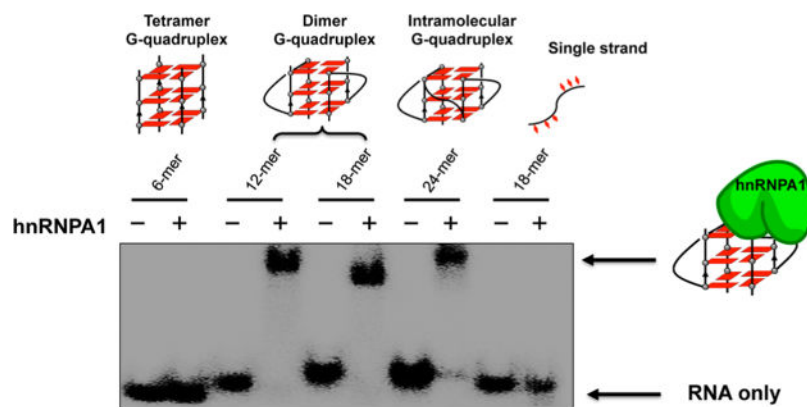 Tetramer
G-quadruplex
Dimer
G-quadruplex
Intramolecular
G-quadruplex
Single strand
6-mer
12-mer
18-mer
24-mer
18-mer
hnRNPA1
− + − + − + − + − +
hnRNPA1
RNA only